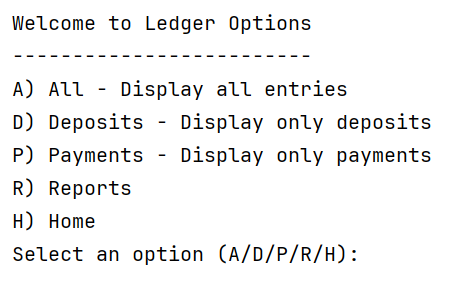 Welcome to Ledger Options
-------------------------
A) All - Display all entries
D) Deposits - Display only deposits
P) Payments - Display only payments
R) Reports
H) Home
Select an option (A/D/P/R/H):